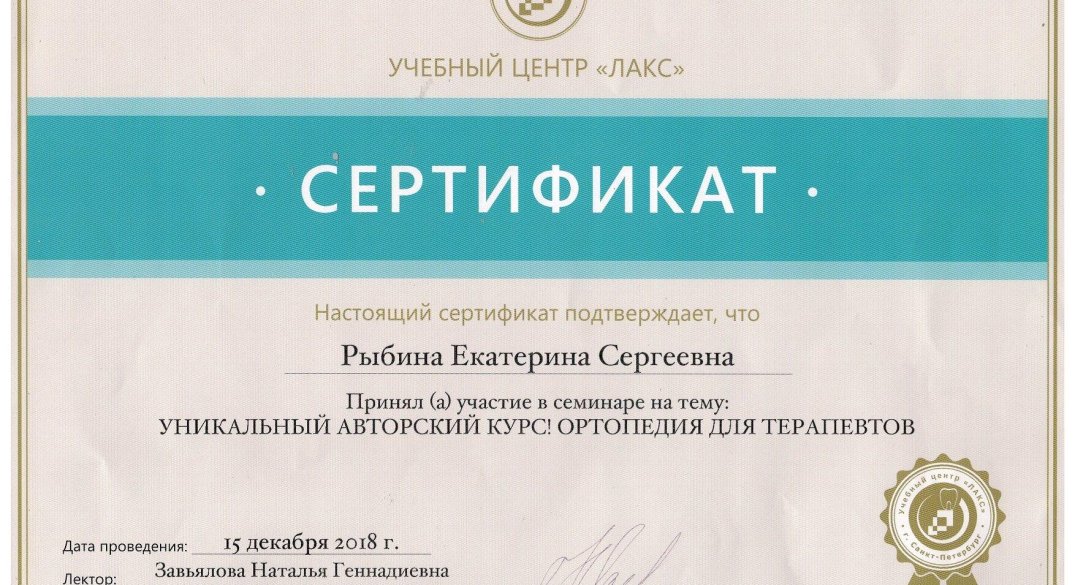 УЧЕБНЫЙ ЦЕНТР «ЛАКС»
· СЕРТИФИКАТ ·
Настоящий сертификат подтверждает, что
Рыбина Екатерина Сергеевна
Принял (а) участие в семинаре на тему:
УНИКАЛЬНЫЙ АВТОРСКИЙ КУРС! ОРТОПЕДИЯ ДЛЯ ТЕРАПЕВТОВ
Учебный центр «ЛАКС»
· г. Санкт-Петербург ·
Дата проведения: 15 декабря 2018 г.
Лектор: Завьялова Наталья Геннадиевна